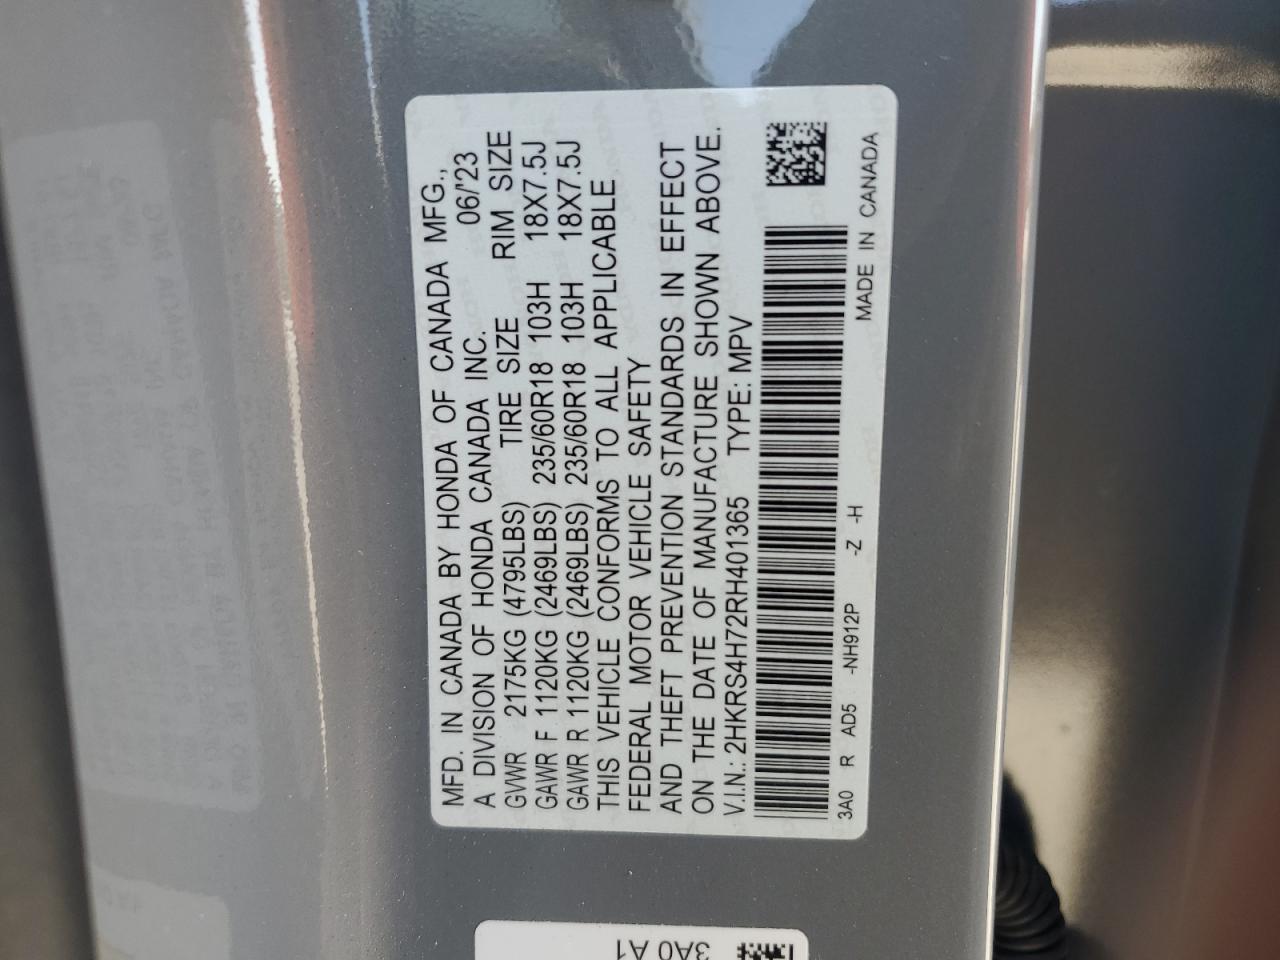 MFD. IN CANADA BY HONDA OF CANADA MFG.,
A DIVISION OF HONDA CANADA INC. 06/'23
GVWR 2175KG (4795LBS) TIRE SIZE RIM SIZE
GAWR F 1120KG (2469LBS) 235/60R18 103H 18X7.5J
GAWR R 1120KG (2469LBS) 235/60R18 103H 18X7.5J
THIS VEHICLE CONFORMS TO ALL APPLICABLE
FEDERAL MOTOR VEHICLE SAFETY
AND THEFT PREVENTION STANDARDS IN EFFECT
ON THE DATE OF MANUFACTURE SHOWN ABOVE.
V.I.N.: 2HKRS4H72RH401365 TYPE: MPV
3A0 R AD5 -NH912P -Z -H MADE IN CANADA
3A0 A1